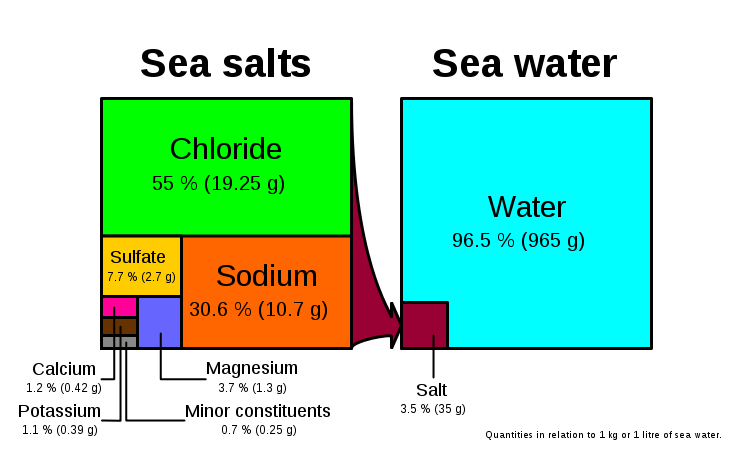 Sea salts
Sea water
Chloride
55 % (19.25 g)
Sulfate
7.7 % (2.7 g)
Sodium
30.6 % (10.7 g)
Water
96.5 % (965 g)
Calcium
1.2 % (0.42 g)
Magnesium
3.7 % (1.3 g)
Potassium
1.1 % (0.39 g)
Minor constituents
0.7 % (0.25 g)
Salt
3.5 % (35 g)
Quantities in relation to 1 kg or 1 litre of sea water.